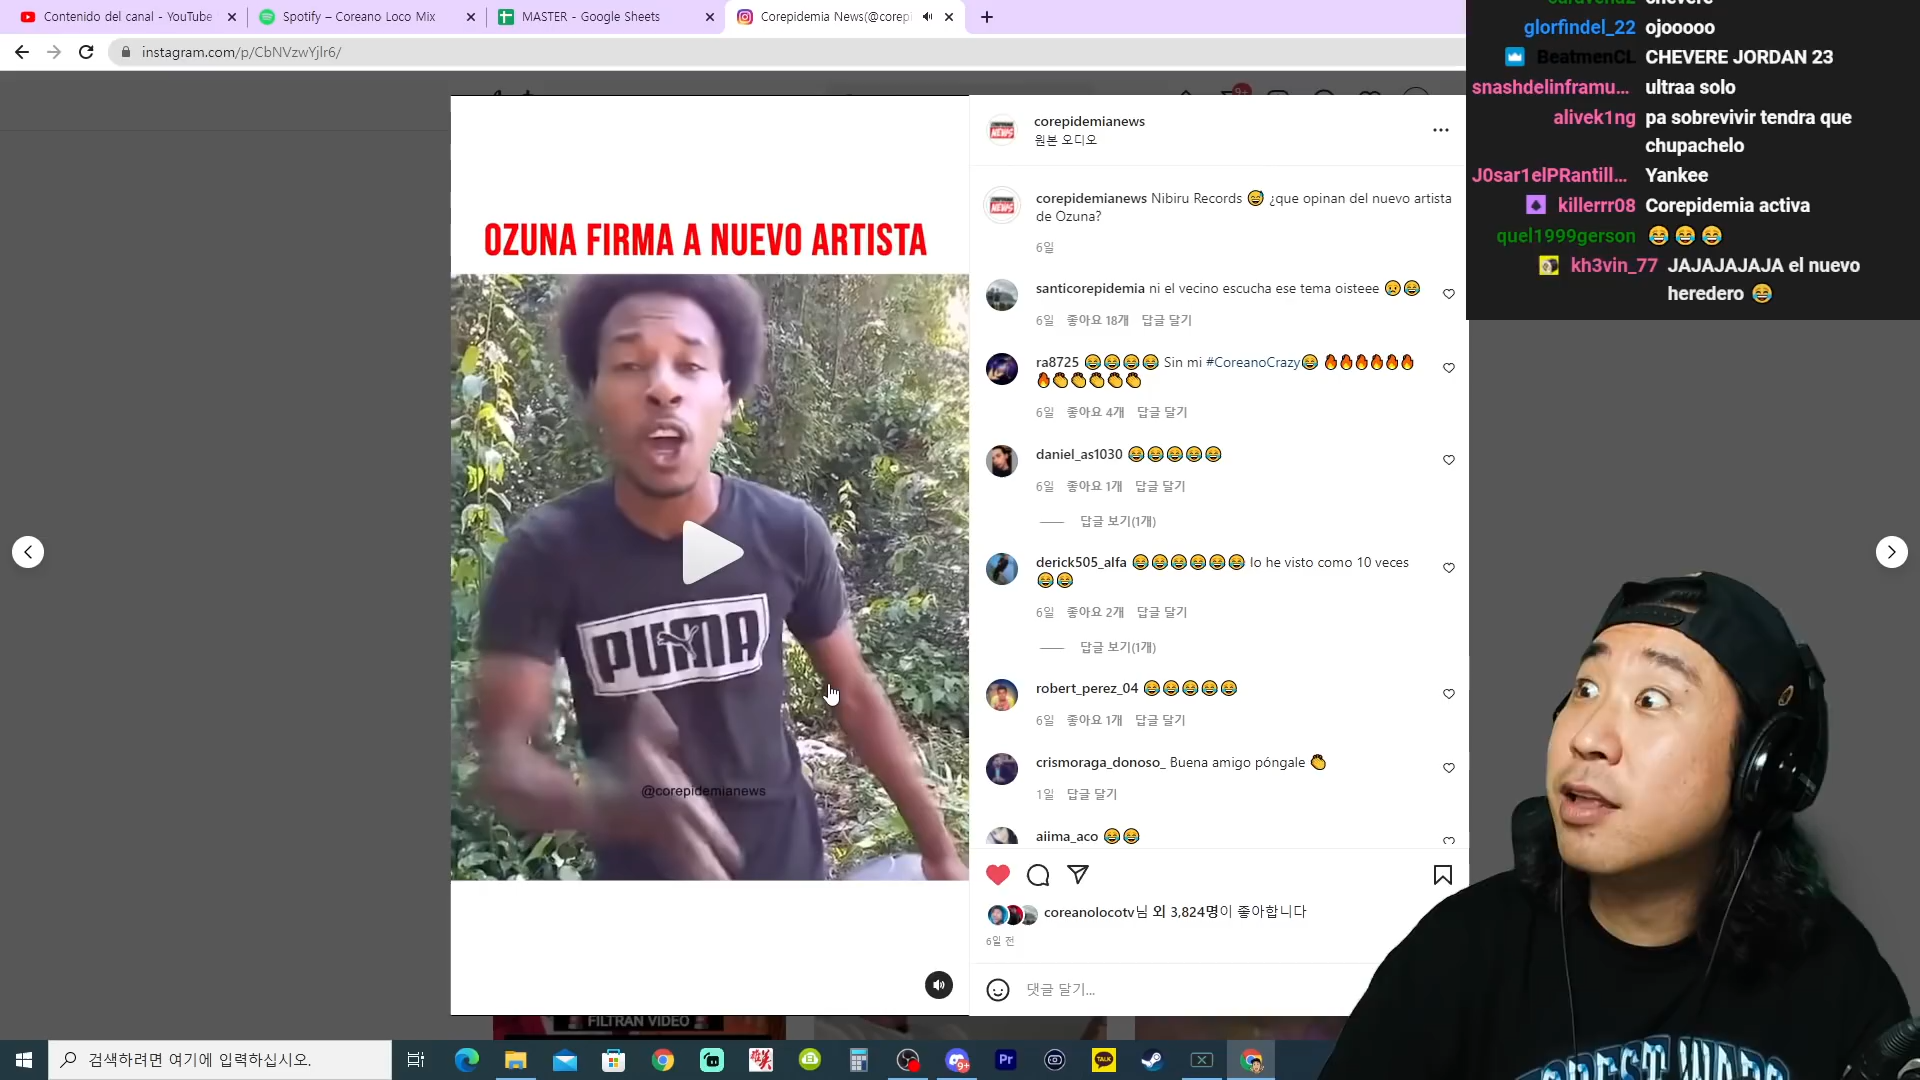 Contenido del canal - YouTube
Spotify – Coreano Loco Mix
MASTER - Google Sheets
Corepidemia News(@corepi
instagram.com/p/CbNVzwYjlr6/
glorfindel_22 ojooooo
BeatmenCL CHEVERE JORDAN 23
snashdelinframu... ultraa solo
alivek1ng pa sobrevivir tendra que
chupachelo
J0sar1elPRantill... Yankee
killerrr08 Corepidemia activa
quel1999gerson 😂 😂 😂
kh3vin_77 JAJAJAJAJA el nuevo
heredero 😂
OZUNA FIRMA A NUEVO ARTISTA
PUMA
@corepidemianews
FILTRAN VIDEO
corepidemianews
원본 오디오
corepidemianews Nibiru Records 😅 ¿que opinan del nuevo artista
de Ozuna?
6일
santicorepidemia ni el vecino escucha ese tema oisteee 😥😂
6일 좋아요 18개 답글 달기
ra8725 😂😂😂😂 Sin mi #CoreanoCrazy😂 🔥🔥🔥🔥🔥🔥
🔥👏👏👏👏👏
6일 좋아요 4개 답글 달기
daniel_as1030 😂😂😂😂😂
6일 좋아요 1개 답글 달기
답글 보기(1개)
derick505_alfa 😂😂😂😂😂😂 lo he visto como 10 veces
😂😂
6일 좋아요 2개 답글 달기
답글 보기(1개)
robert_perez_04 😂😂😂😂😂
6일 좋아요 1개 답글 달기
crismoraga_donoso_ Buena amigo póngale 👏
1일 답글 달기
aiima_aco 😂😂
coreanolocotv님 외 3,824명이 좋아합니다
6일 전
댓글 달기...
검색하려면 여기에 입력하십시오.
Pr
TALK